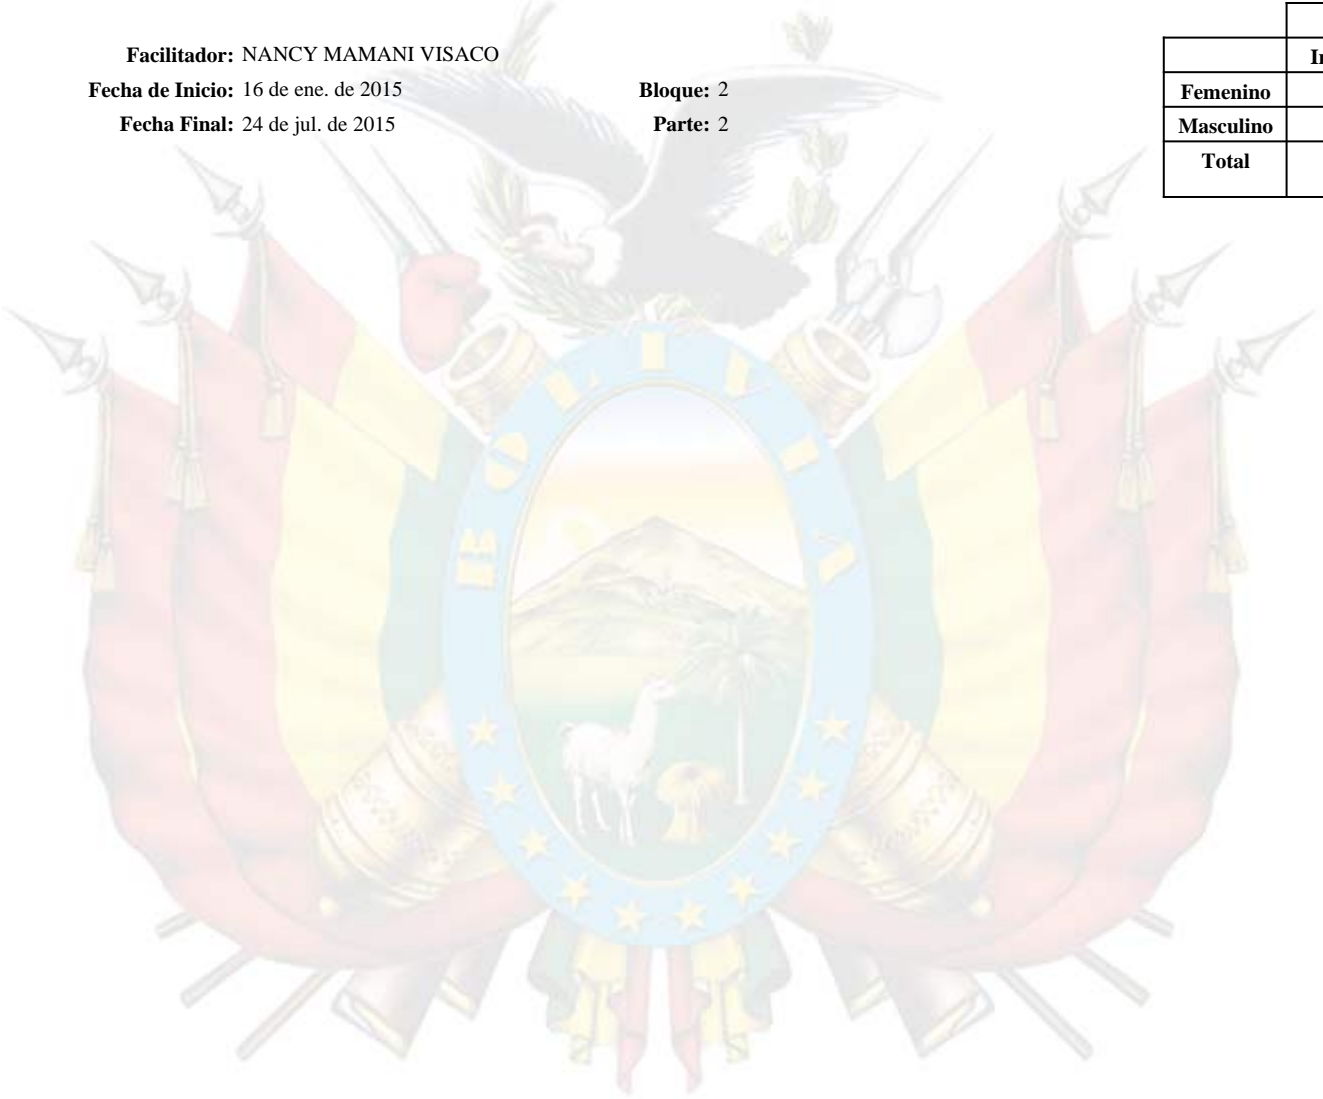 Facilitador: NANCY MAMANI VISACO
Fecha de Inicio: 16 de ene. de 2015
Bloque: 2
Fecha Final: 24 de jul. de 2015
Parte: 2
Femenino
Masculino
Total
BOLIVIA